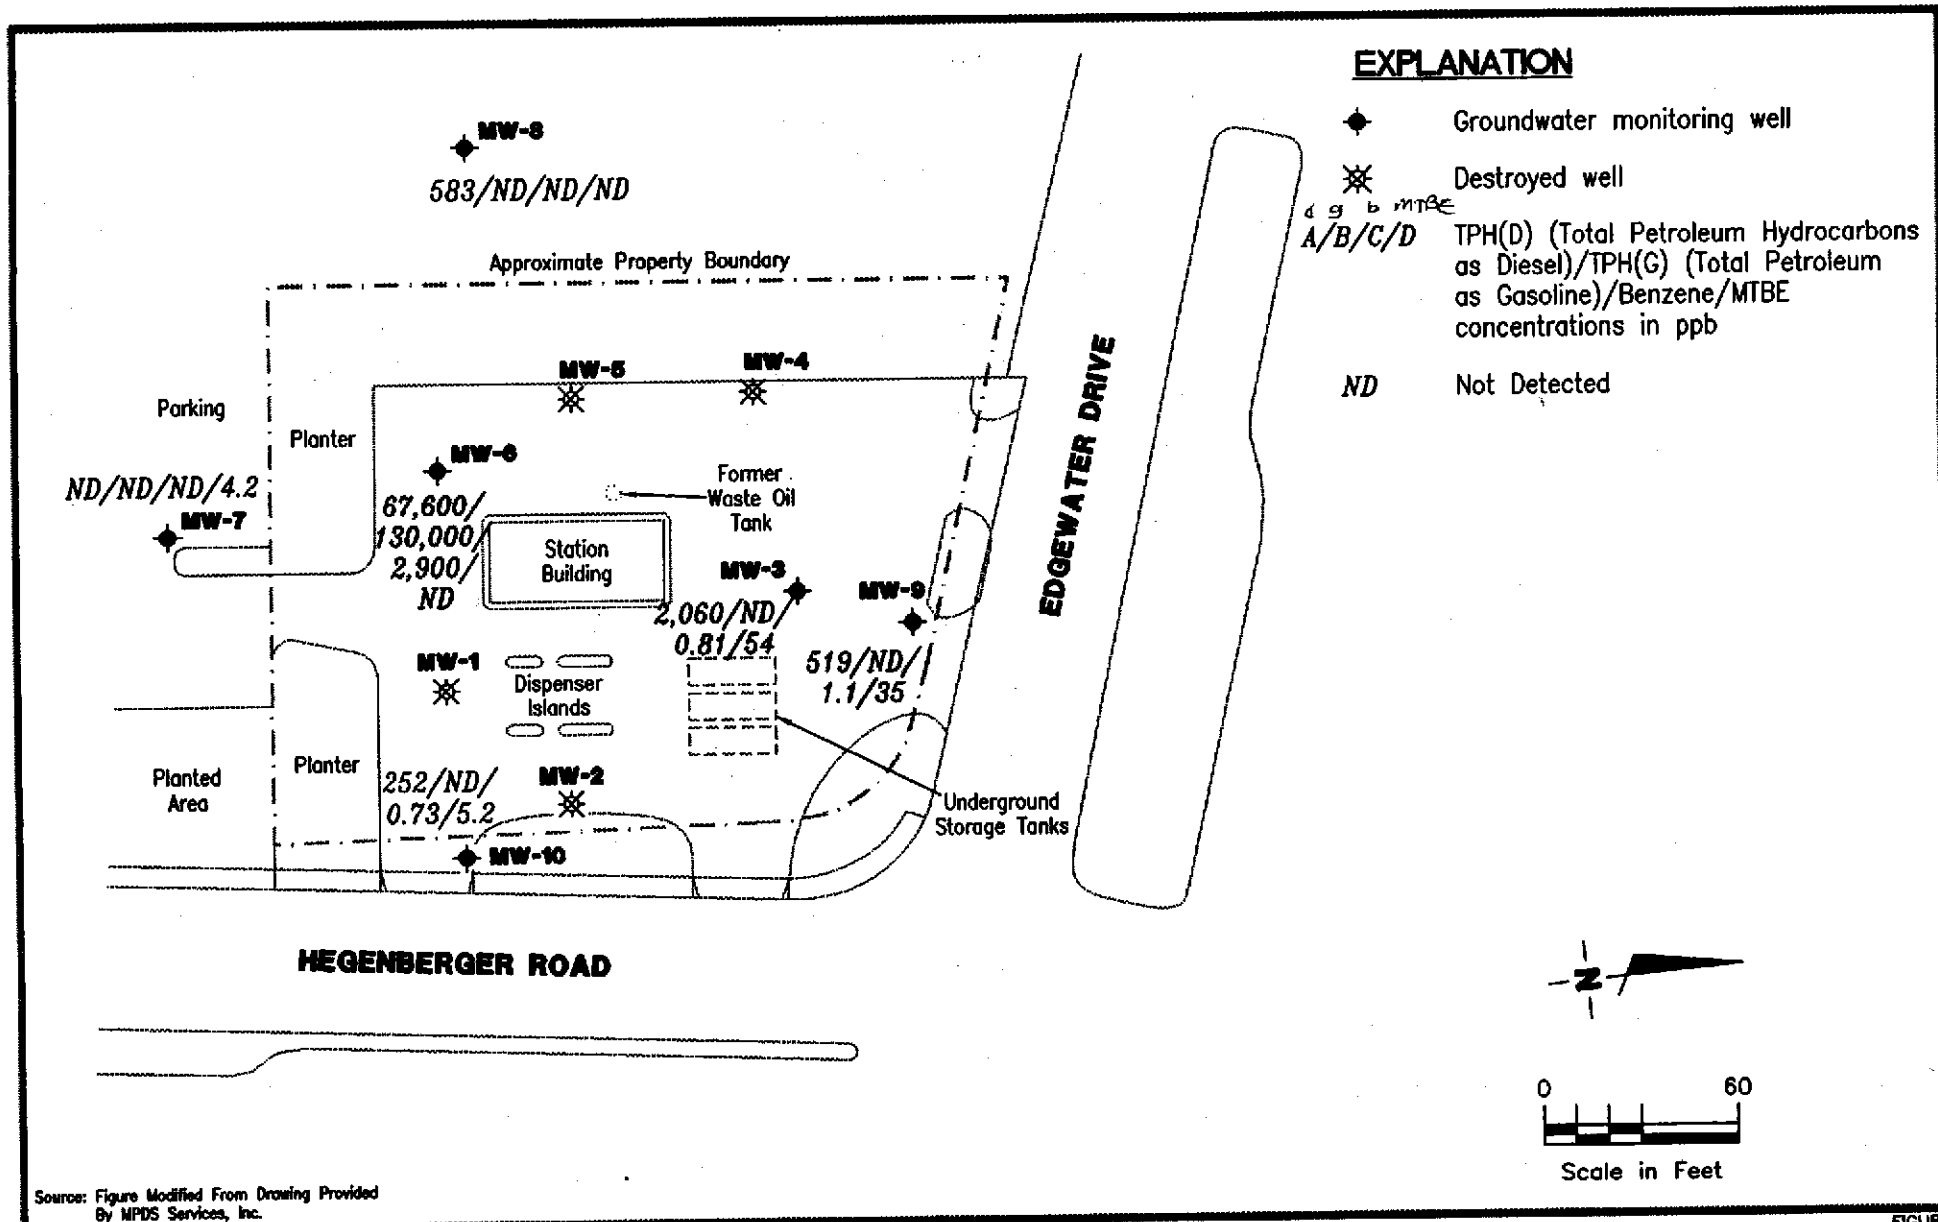 EXPLANATION
Groundwater monitoring well
Destroyed well
d g b MTBE
A/B/C/D
TPH(D) (Total Petroleum Hydrocarbons
as Diesel)/TPH(G) (Total Petroleum
as Gasoline)/Benzene/MTBE
concentrations in ppb
ND
Not Detected
MW-8
583/ND/ND/ND
Approximate Property Boundary
MW-5
MW-4
Parking
Planter
MW-6
67,600/
130,000/
2,900/
ND
Former
Waste Oil
Tank
ND/ND/ND/4.2
MW-7
Station
Building
MW-3
2,060/ND/
0.81/54
MW-9
519/ND/
1.1/35
EDGEWATER DRIVE
MW-1
Dispenser
Islands
Planted
Area
Planter
252/ND/
0.73/5.2
MW-2
MW-10
Underground
Storage Tanks
HEGENBERGER ROAD
N
0 60
Scale in Feet
Source: Figure Modified From Drawing Provided
By MPDS Services, Inc.